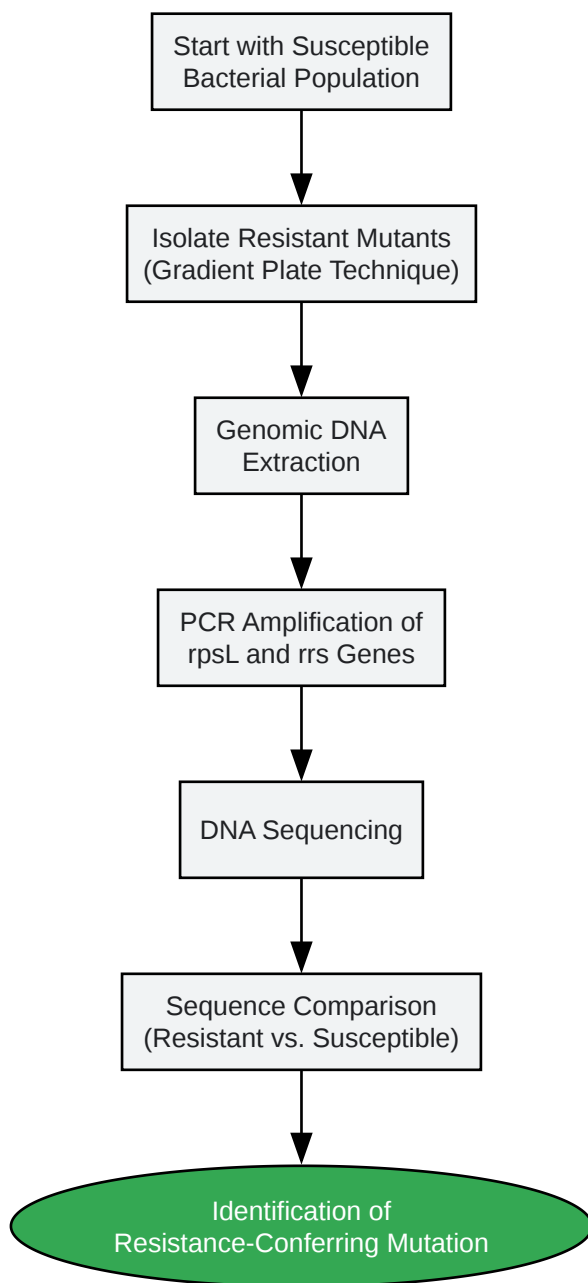 Start with Susceptible
Bacterial Population
Isolate Resistant Mutants
(Gradient Plate Technique)
Genomic DNA
Extraction
PCR Amplification of
rpsL and rrs Genes
DNA Sequencing
Sequence Comparison
(Resistant vs. Susceptible)
Identification of
Resistance-Conferring Mutation